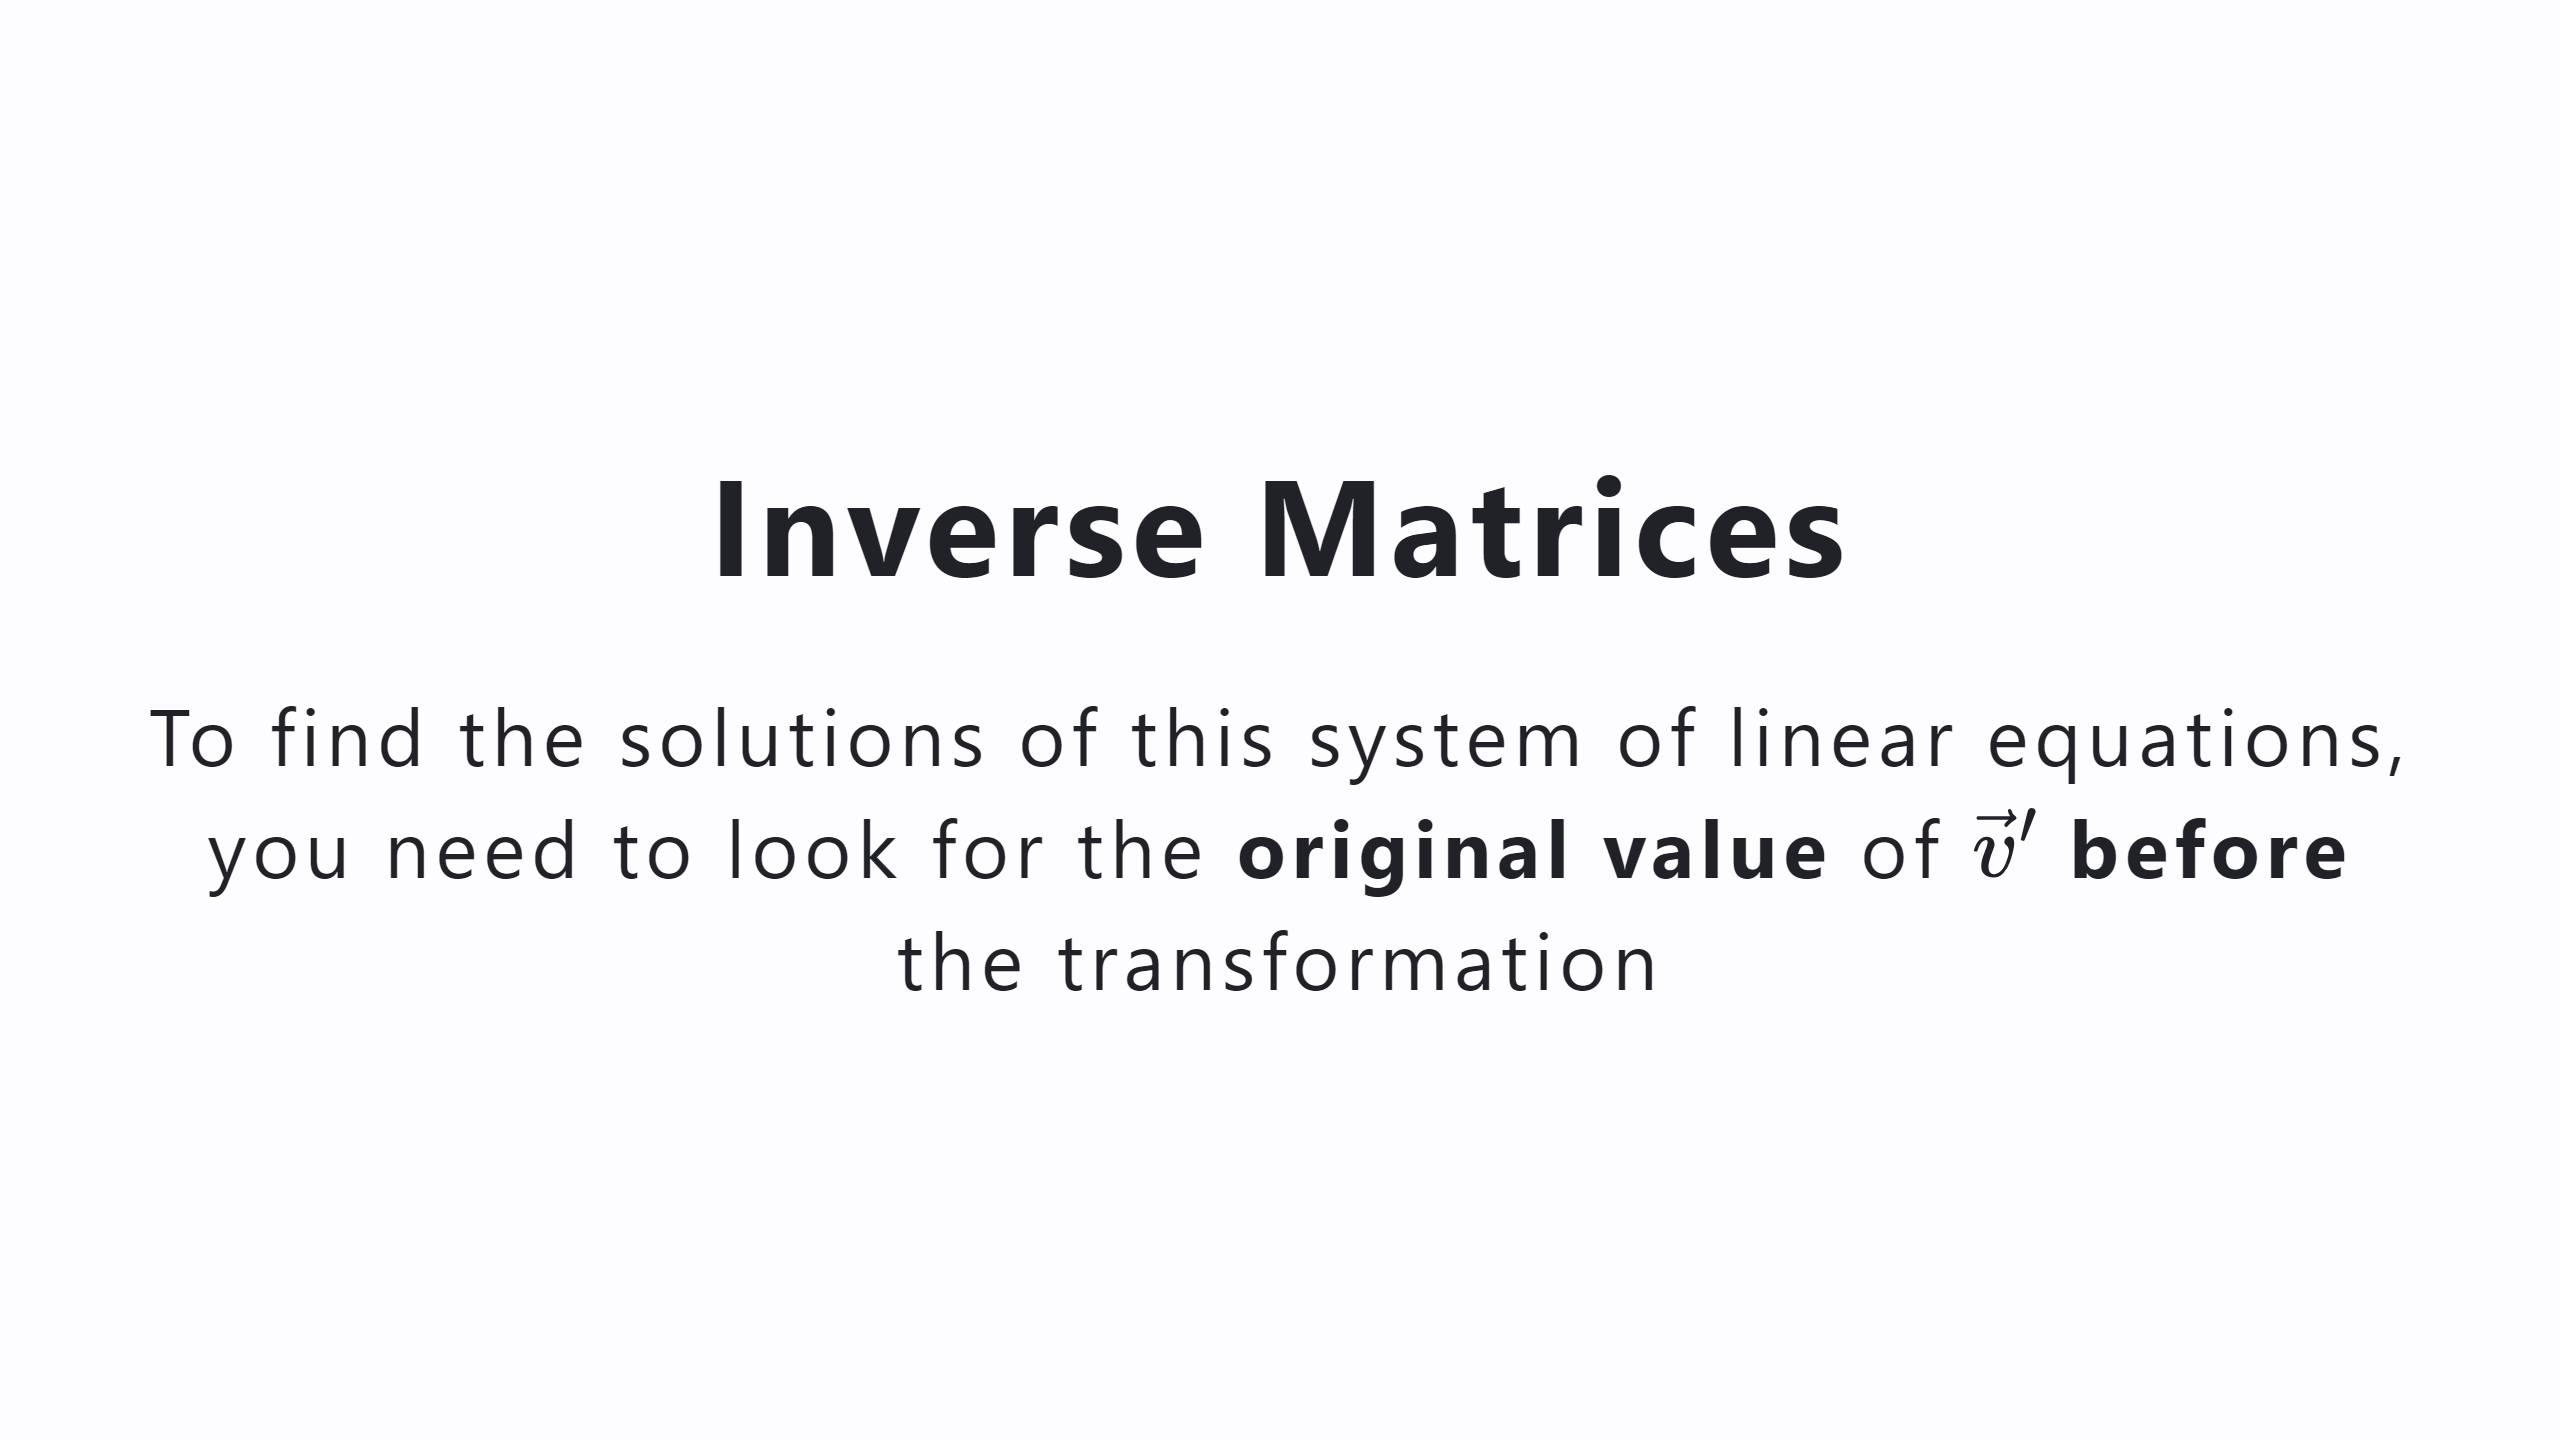 Inverse Matrices
To find the solutions of this system of linear equations,
you need to look for the original value of v⃗′ before
the transformation